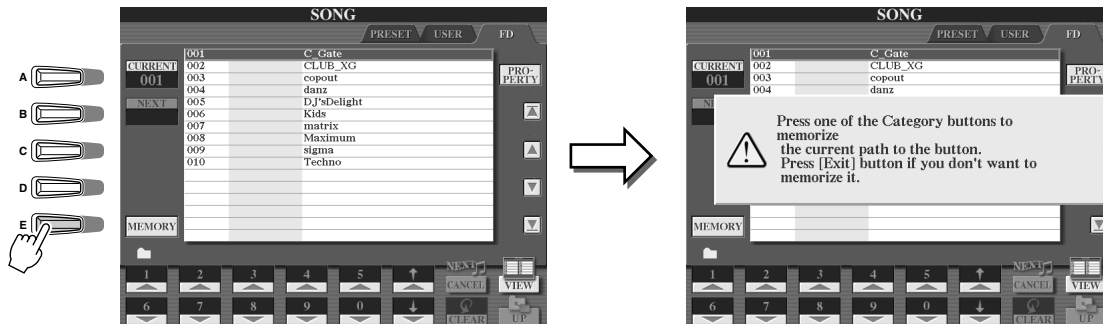 SONG
PRESET USER FD
A
B
C
D
E
CURRENT
001
NEXT
001 C_Gate
002 CLUB_XG
003 copout
004 danz
005 DJ'sDelight
006 Kids
007 matrix
008 Maximum
009 sigma
010 Techno
PRO-
PERTY
MEMORY
1 2 3 4 5
NEXT
CANCEL
VIEW
6 7 8 9 0
CLEAR
UP
SONG
PRESET USER FD
CURRENT
001
001 C_Gate
002 CLUB_XG
003 copout
004 danz
PRO-
PERTY
Press one of the Category buttons to
memorize
the current path to the button.
Press [Exit] button if you don't want to
memorize it.
MEMORY
1 2 3 4 5
NEXT
CANCEL
VIEW
6 7 8 9 0
CLEAR
UP